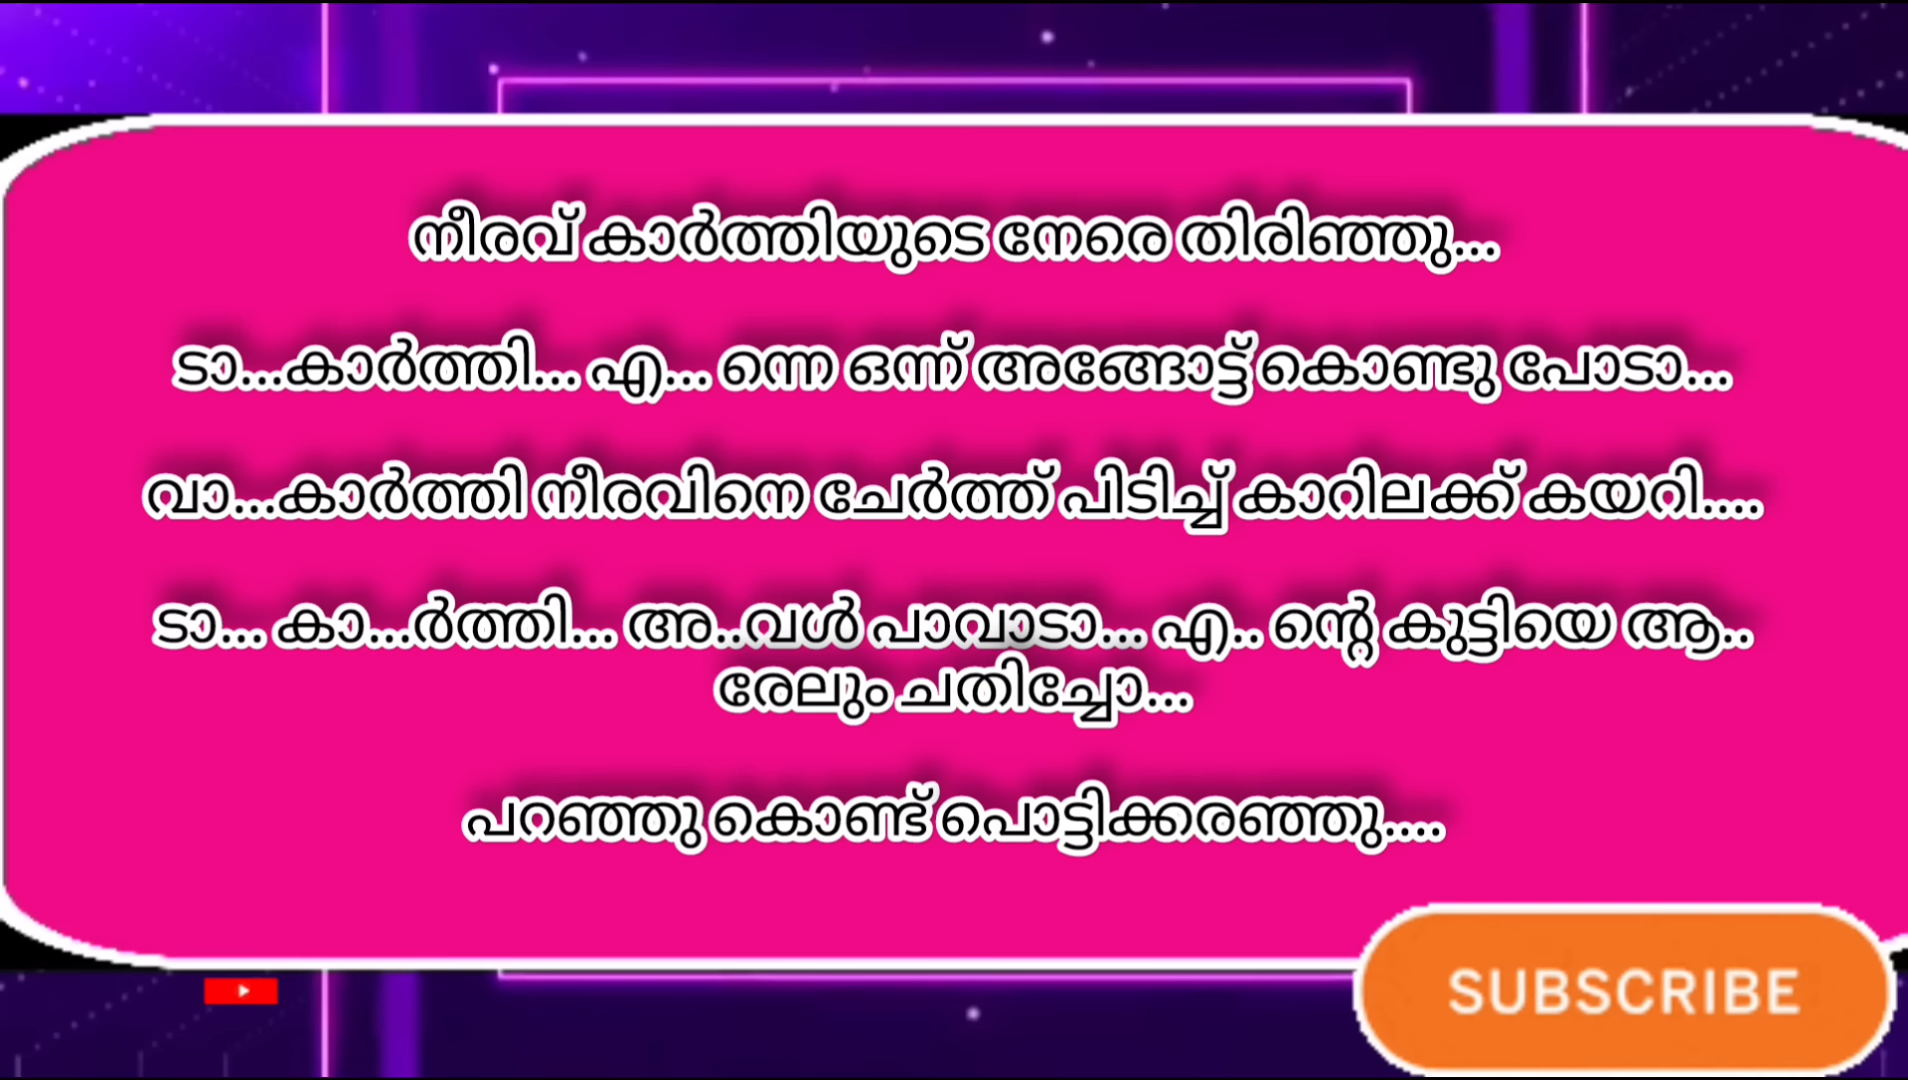 നീരവ് കാർത്തിയുടെ നേരെ തിരിഞ്ഞു...
ടാ...കാർത്തി... എ... ന്നെ ഒന്ന് അങ്ങോട്ട് കൊണ്ടു പോടാ...
വാ...കാർത്തി നീരവിനെ ചേർത്ത് പിടിച്ച് കാറിലക്ക് കയറി....
ടാ... കാ...ർത്തി... അ..വൾ പാവാടാ... എ.. ന്റെ കുട്ടിയെ ആ..
രേലും ചതിച്ചോ...
പറഞ്ഞു കൊണ്ട് പൊട്ടിക്കരഞ്ഞു....
SUBSCRIBE